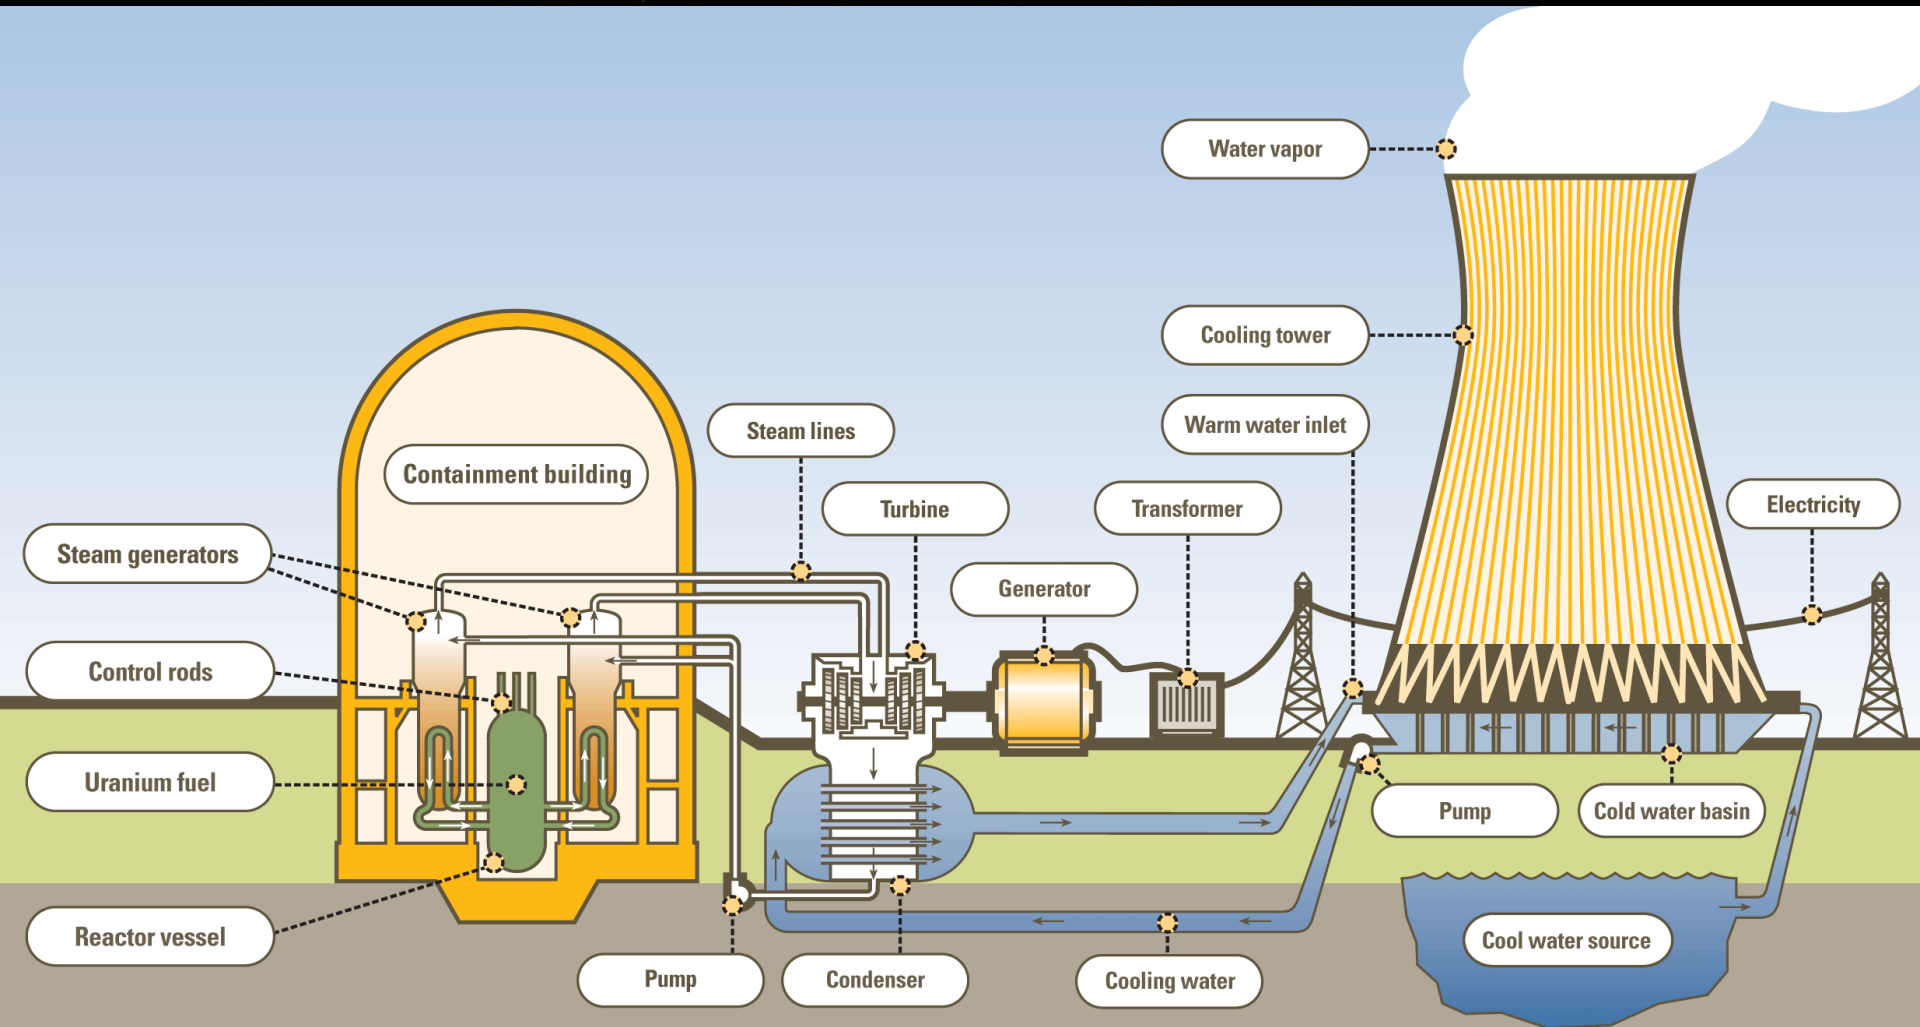 Water vapor
Cooling tower
Steam lines
Warm water inlet
Containment building
Turbine
Transformer
Electricity
Steam generators
Generator
Control rods
Uranium fuel
Pump
Cold water basin
Reactor vessel
Cool water source
Pump
Condenser
Cooling water